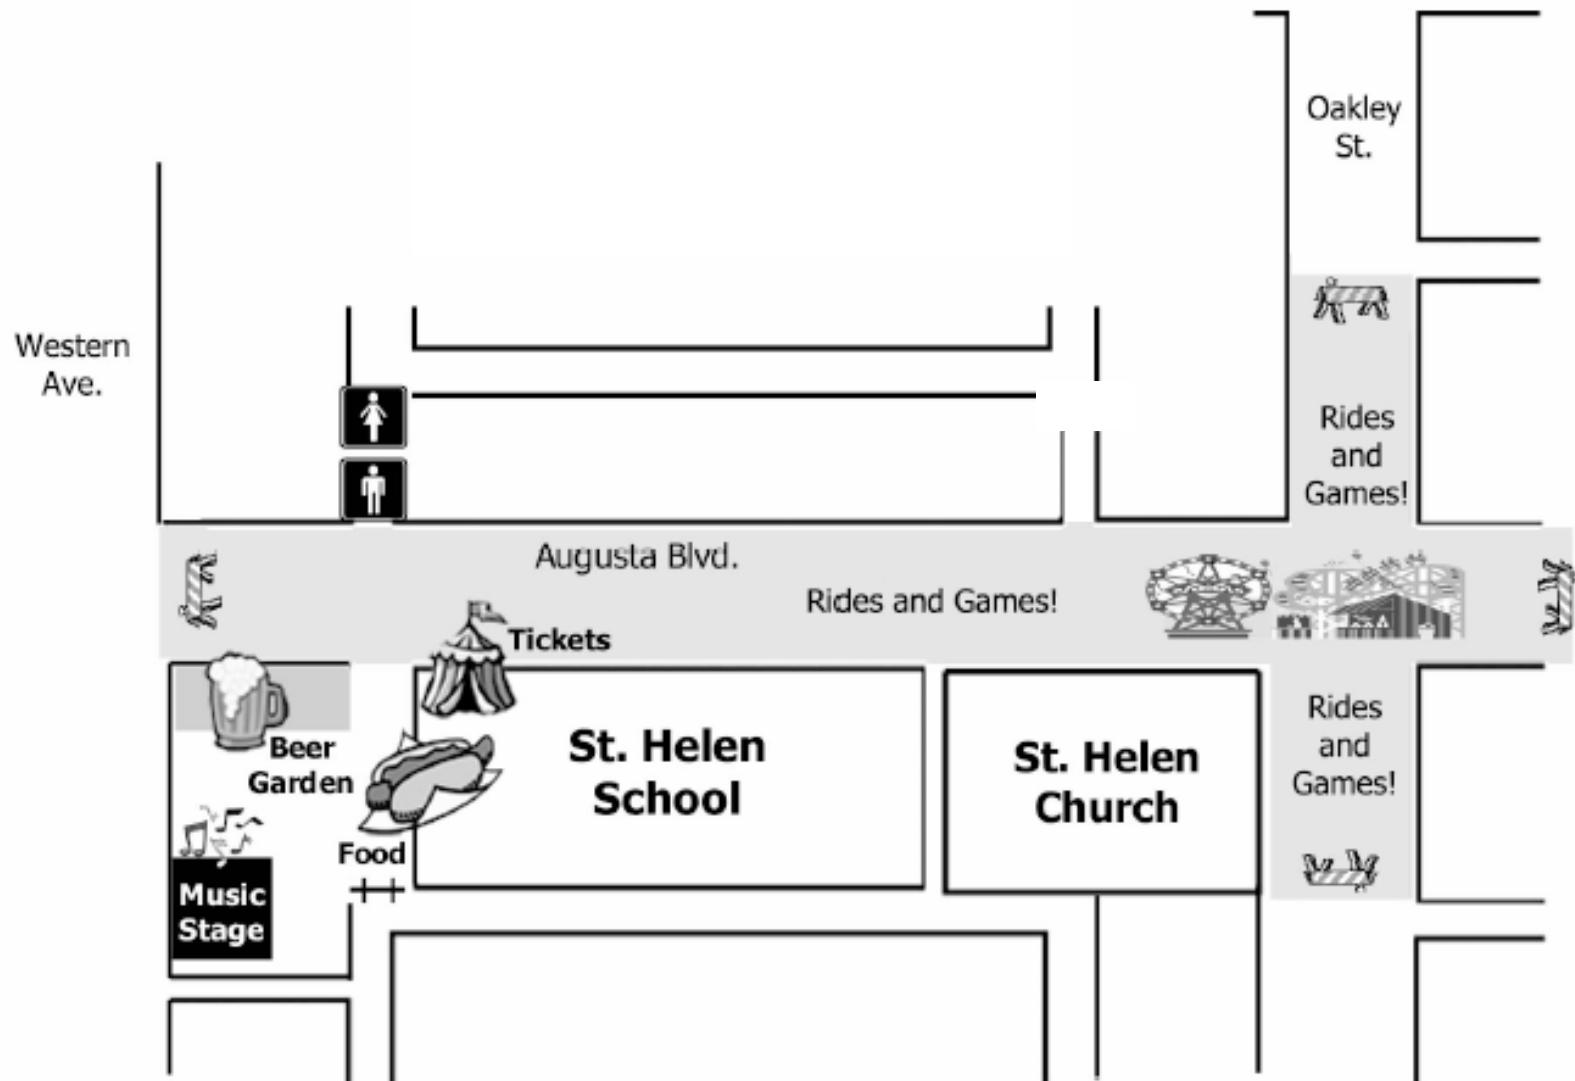 Oakley
St.
Western
Ave.
Rides
and
Games!
Augusta Blvd.
Rides and Games!
Tickets
Beer
Garden
St. Helen
School
St. Helen
Church
Rides
and
Games!
Food
Music
Stage